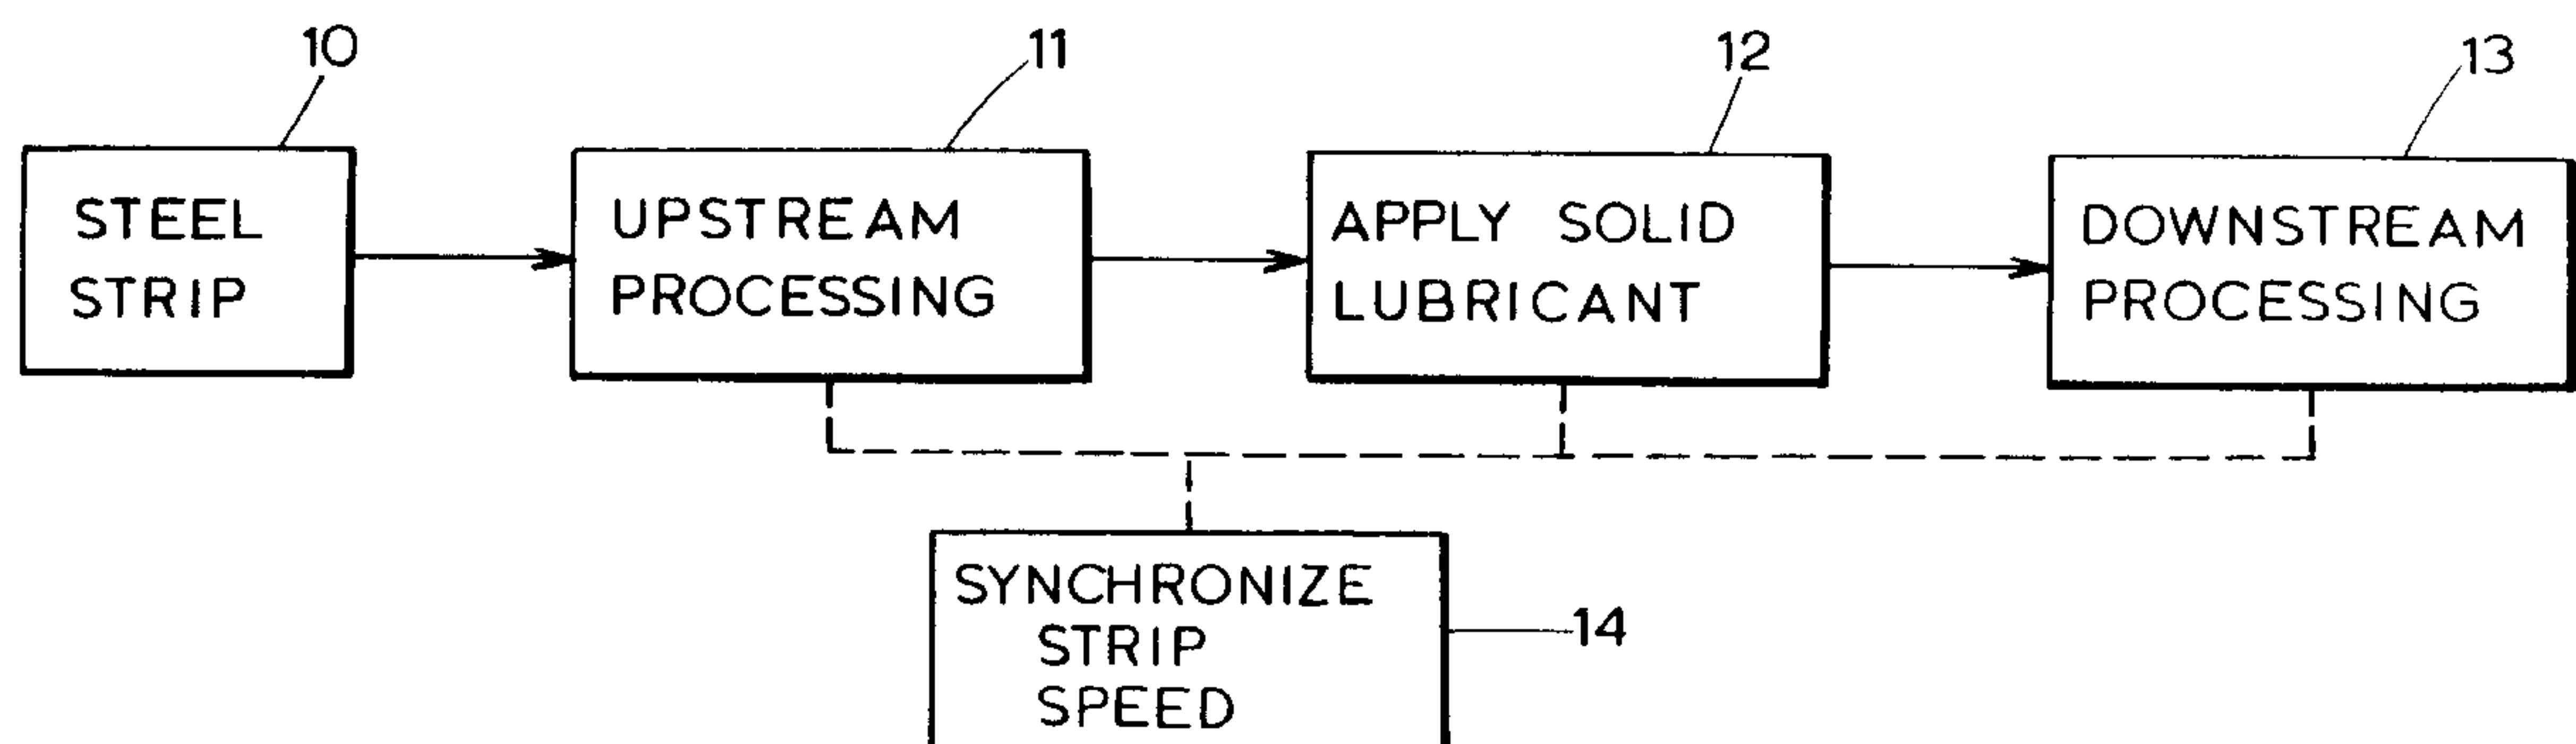 10
11
12
13
STEEL
STRIP
UPSTREAM
PROCESSING
APPLY SOLID
LUBRICANT
DOWNSTREAM
PROCESSING
SYNCHRONIZE
STRIP
SPEED
14